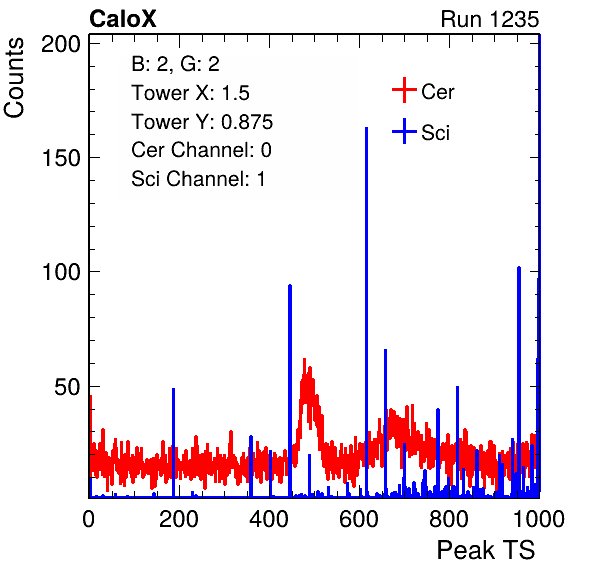 CaloX Run 1235
Counts
200
150
100
50
B: 2, G: 2
Tower X: 1.5
Tower Y: 0.875
Cer Channel: 0
Sci Channel: 1
Cer
Sci
0 200 400 600 800 1000
Peak TS